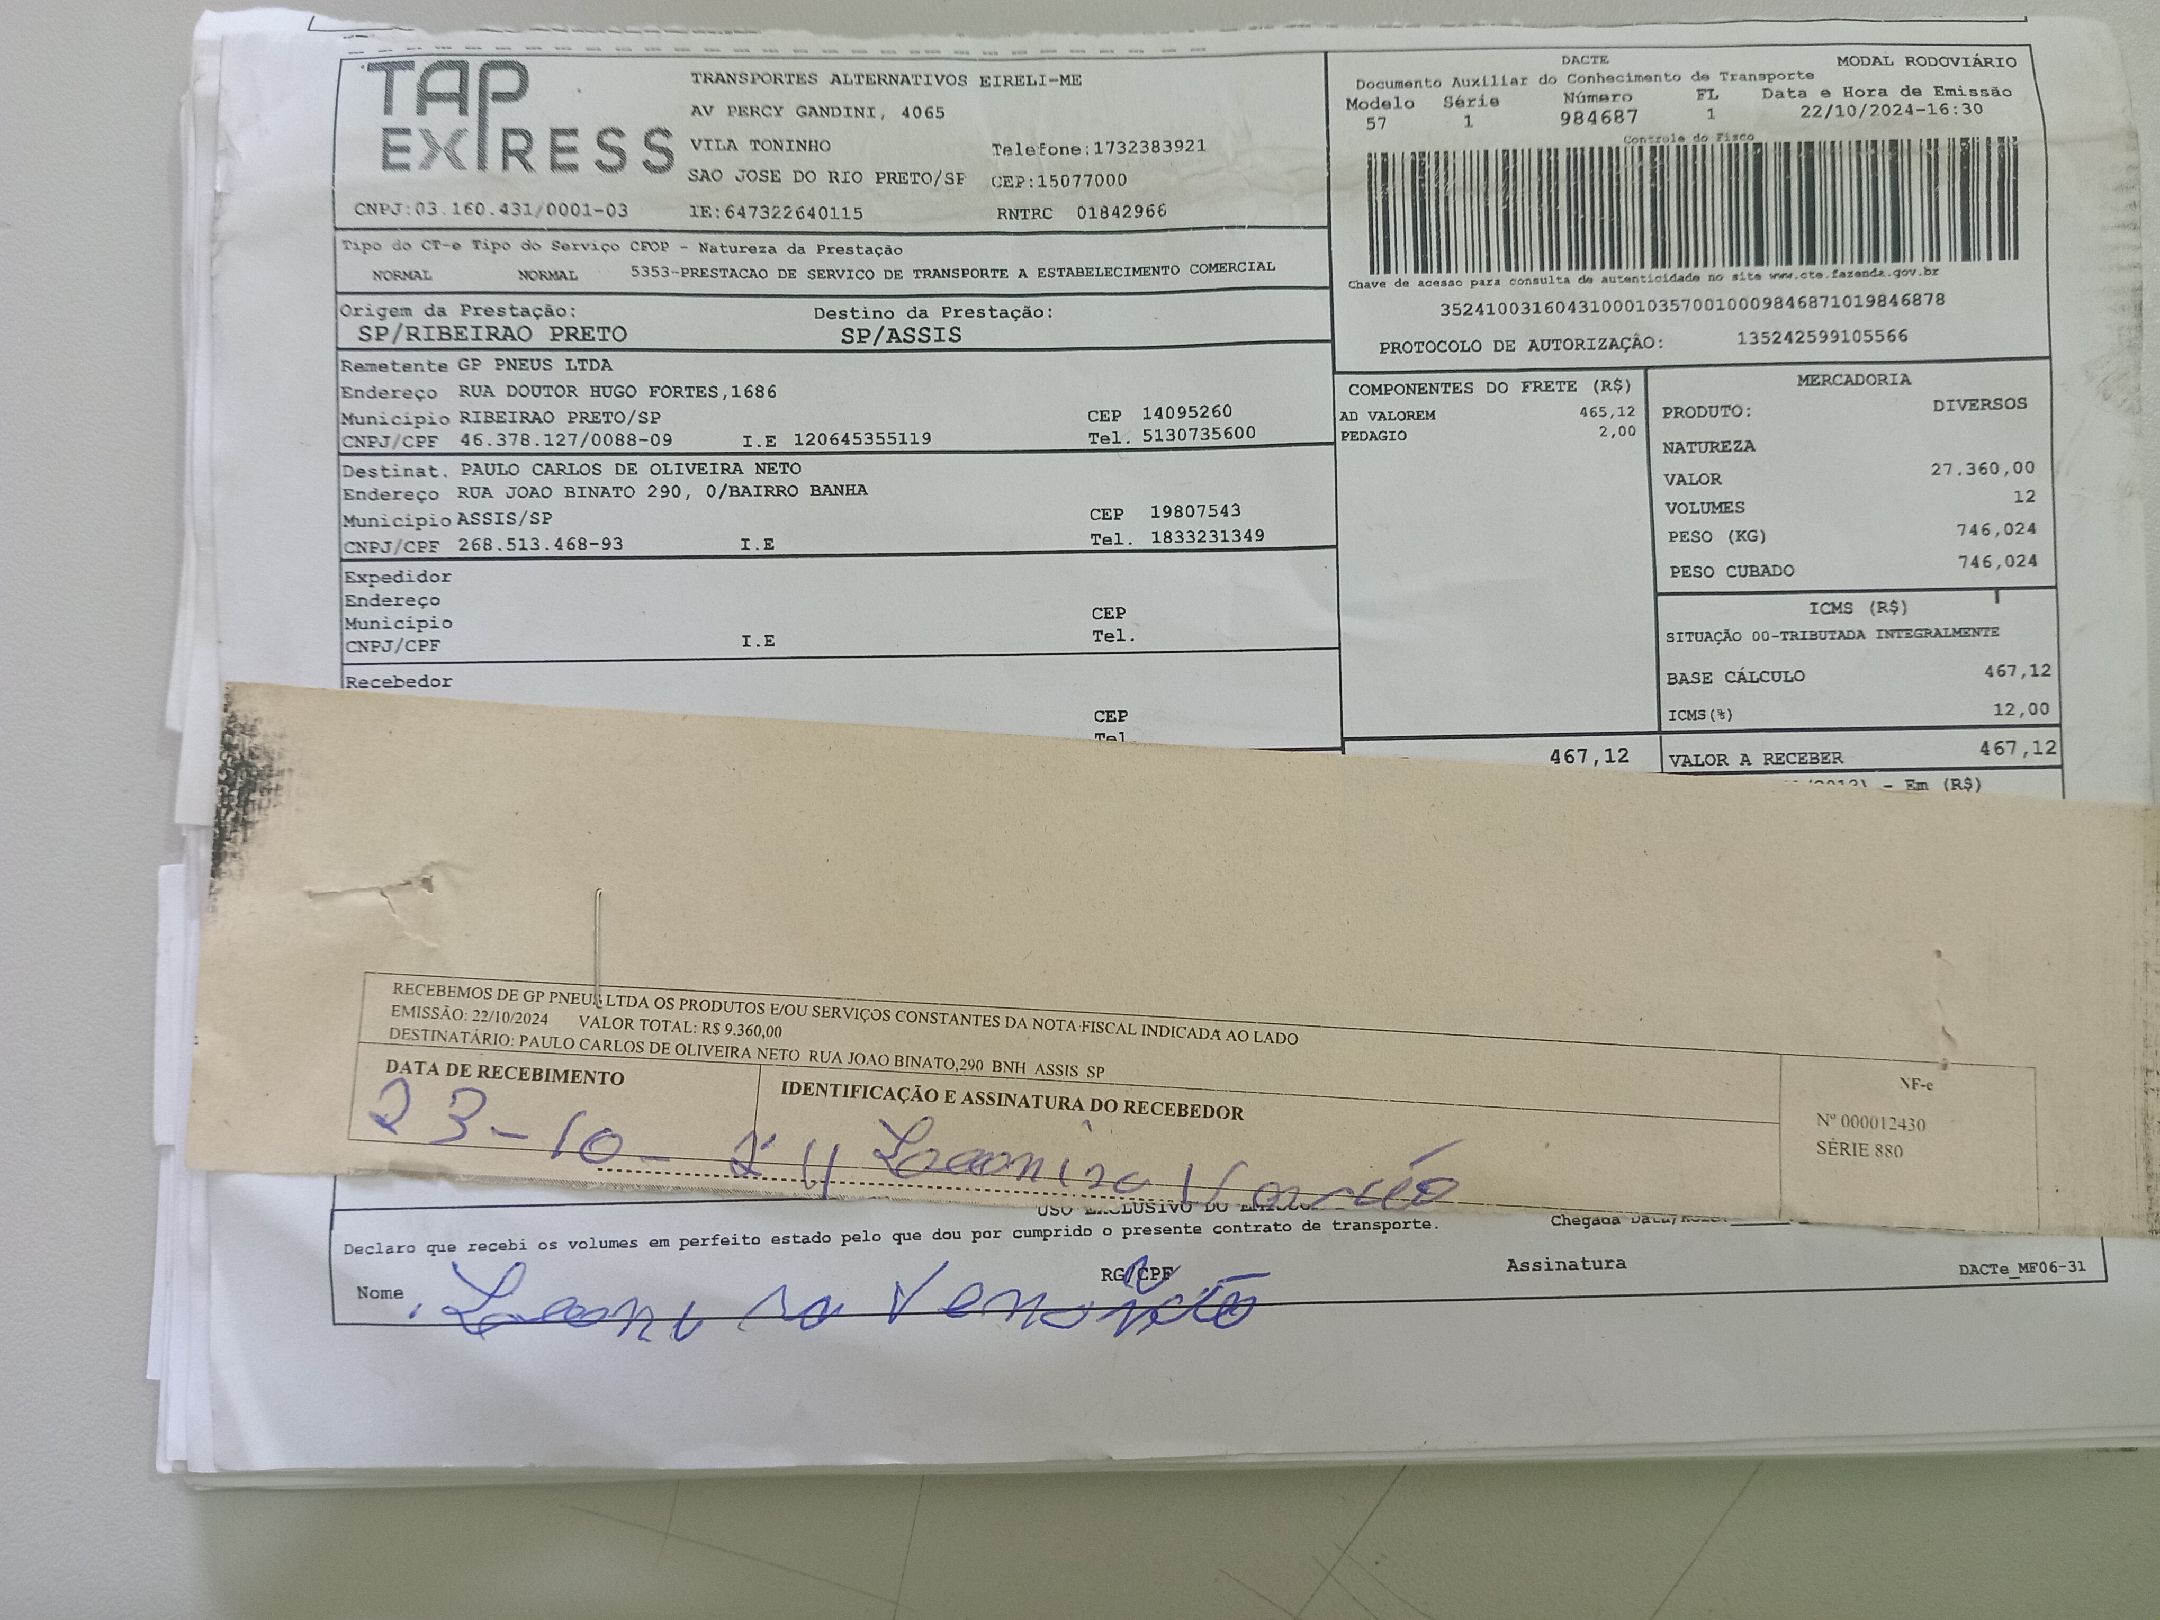 TAP EXPRESS
TRANSPORTES ALTERNATIVOS EIRELI-ME
AV PERCY GANDINI, 4065
VILA TONINHO Telefone:1732383921
SAO JOSE DO RIO PRETO/SP CEP:15077000
CNPJ:03.160.431/0001-03 IE:647322640115 RNTRC 01842966
DACTE MODAL RODOVIÁRIO
Documento Auxiliar do Conhecimento de Transporte
Modelo Série Número FL Data e Hora de Emissão
57 1 984687 1 22/10/2024-16:30
Controle do Fisco
Chave de acesso para consulta de autenticidade no site www.cte.fazenda.gov.br
35241003160431000103570010009846871019846878
PROTOCOLO DE AUTORIZAÇÃO: 135242599105566
Tipo do CT-e Tipo do Serviço CFOP - Natureza da Prestação
NORMAL NORMAL 5353-PRESTACAO DE SERVICO DE TRANSPORTE A ESTABELECIMENTO COMERCIAL
Origem da Prestação: Destino da Prestação:
SP/RIBEIRAO PRETO SP/ASSIS
Remetente GP PNEUS LTDA
Endereço RUA DOUTOR HUGO FORTES,1686
Municipio RIBEIRAO PRETO/SP CEP 14095260
CNPJ/CPF 46.378.127/0088-09 I.E 120645355119 Tel. 5130735600
Destinat. PAULO CARLOS DE OLIVEIRA NETO
Endereço RUA JOAO BINATO 290, 0/BAIRRO BANHA
Municipio ASSIS/SP CEP 19807543
CNPJ/CPF 268.513.468-93 I.E Tel. 1833231349
Expedidor
Endereço
Municipio CEP
CNPJ/CPF I.E Tel.
Recebedor
CEP
Tel
COMPONENTES DO FRETE (R$)
AD VALOREM 465,12
PEDAGIO 2,00
467,12
MERCADORIA
PRODUTO: DIVERSOS
NATUREZA
VALOR 27.360,00
VOLUMES 12
PESO (KG) 746,024
PESO CUBADO 746,024
ICMS (R$)
SITUAÇÃO 00-TRIBUTADA INTEGRALMENTE
BASE CÁLCULO 467,12
ICMS(%) 12,00
VALOR A RECEBER 467,12
- Em (R$)
RECEBEMOS DE GP PNEUS LTDA OS PRODUTOS E/OU SERVIÇOS CONSTANTES DA NOTA FISCAL INDICADA AO LADO
EMISSÃO: 22/10/2024 VALOR TOTAL: R$ 9.360,00
DESTINATÁRIO: PAULO CARLOS DE OLIVEIRA NETO RUA JOAO BINATO,290 BNH ASSIS SP
DATA DE RECEBIMENTO IDENTIFICAÇÃO E ASSINATURA DO RECEBEDOR
23-10-24
NF-e
Nº 000012430
SÉRIE 880
USO EXCLUSIVO DO
Declaro que recebi os volumes em perfeito estado pelo que dou por cumprido o presente contrato de transporte. Chegada
Nome RG/CPF Assinatura DACTe_MF06-31